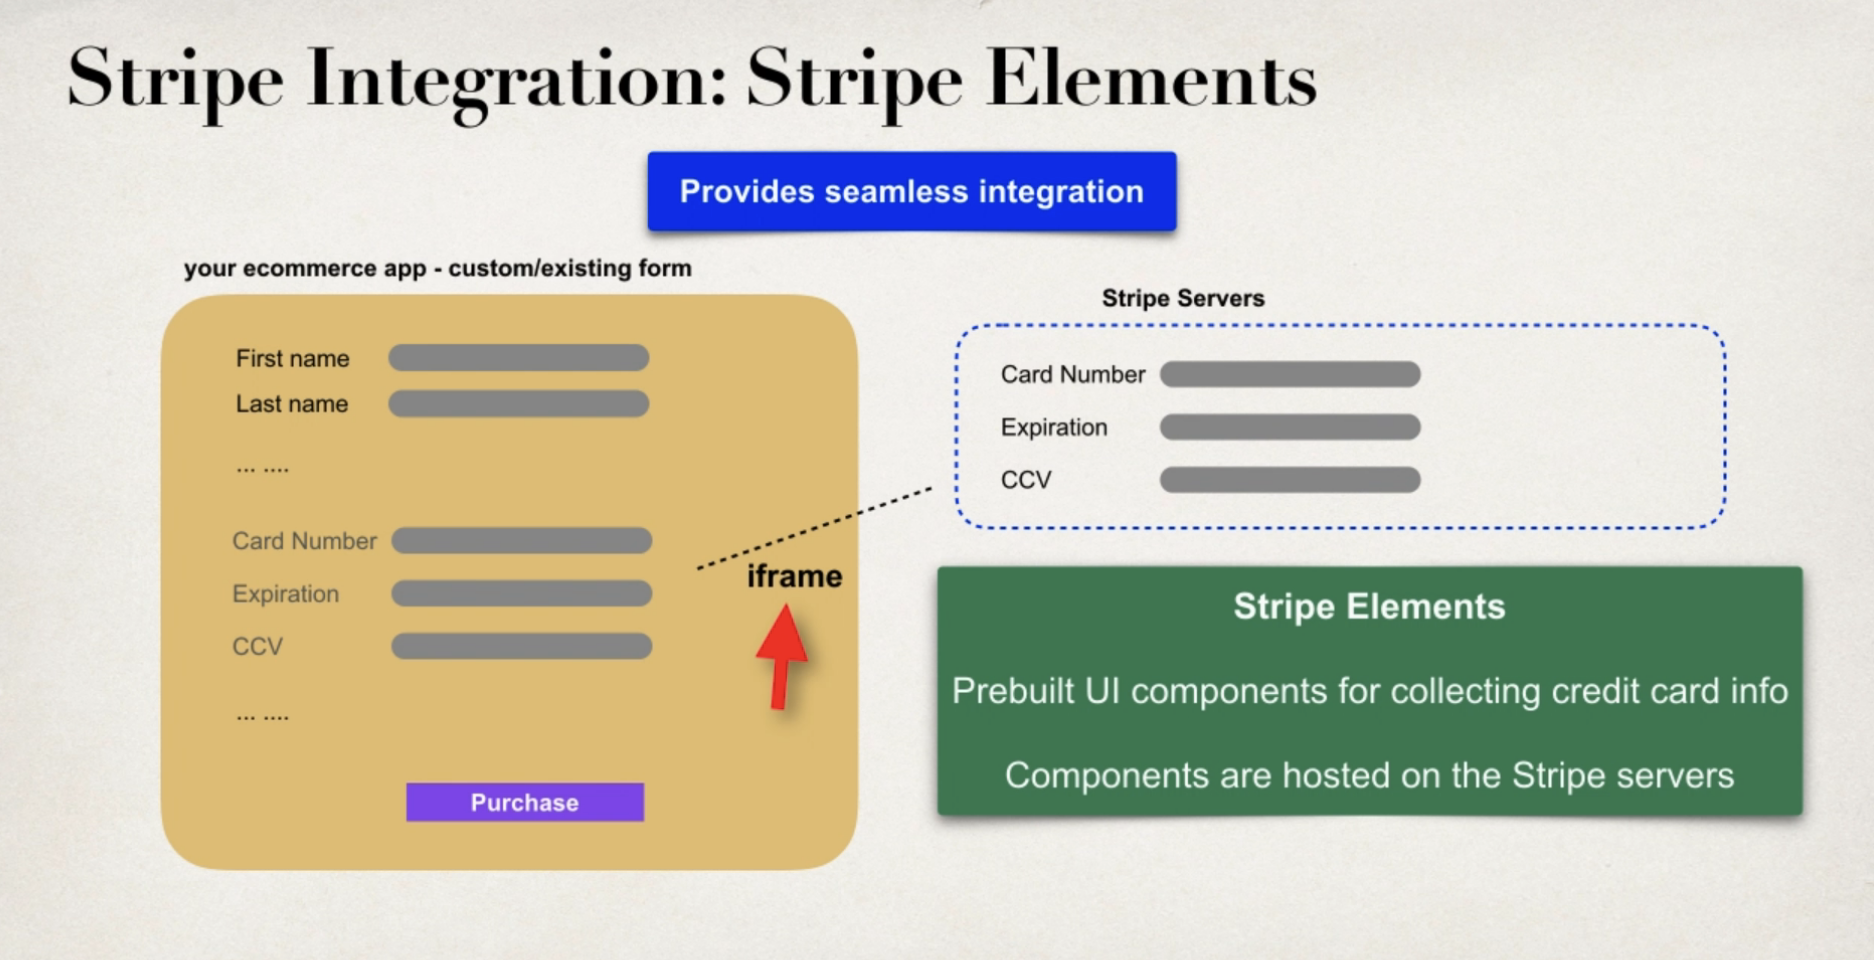 Stripe Integration: Stripe Elements
Provides seamless integration
your ecommerce app - custom/existing form
First name
Last name
... ....
Card Number
Expiration
CCV
... ....
Purchase
iframe
Stripe Servers
Card Number
Expiration
CCV
Stripe Elements
Prebuilt UI components for collecting credit card info
Components are hosted on the Stripe servers